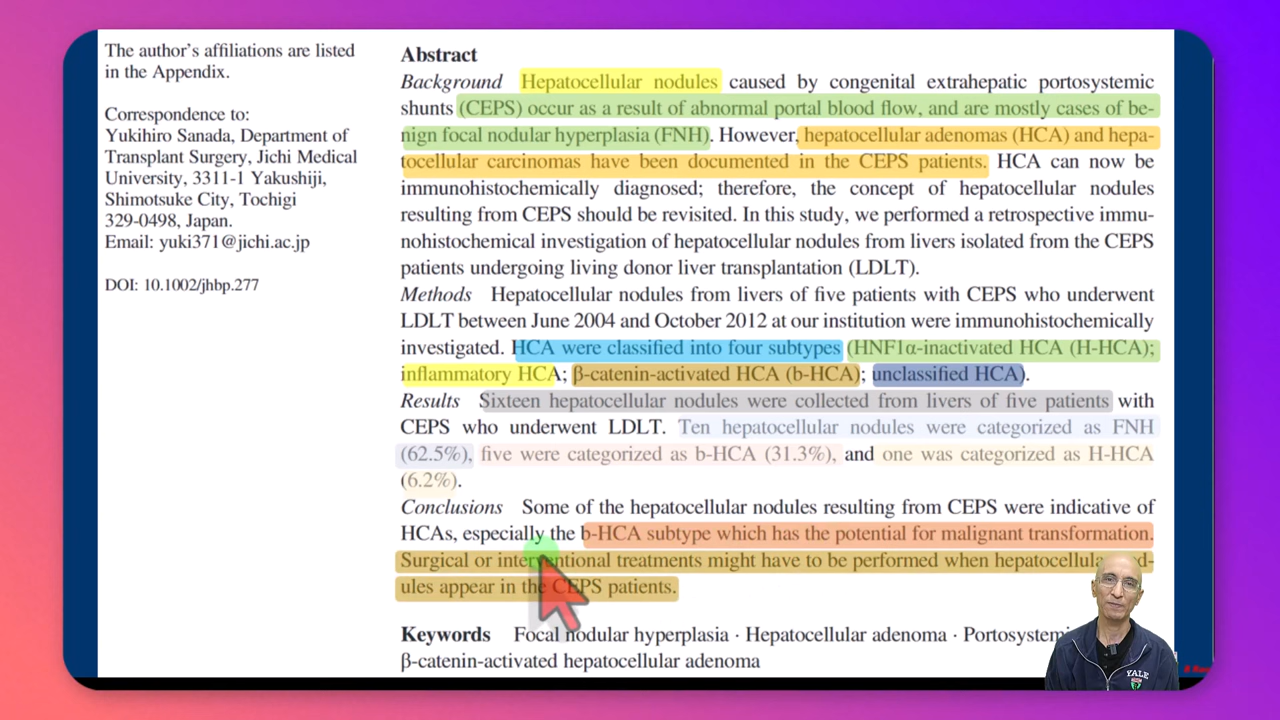 The author's affiliations are listed
in the Appendix.
Correspondence to:
Yukihiro Sanada, Department of
Transplant Surgery, Jichi Medical
University, 3311-1 Yakushiji,
Shimotsuke City, Tochigi
329-0498, Japan.
Email: yuki371@jichi.ac.jp
DOI: 10.1002/jhbp.277
Abstract
Background Hepatocellular nodules caused by congenital extrahepatic portosystemic
shunts (CEPS) occur as a result of abnormal portal blood flow, and are mostly cases of be-
nign focal nodular hyperplasia (FNH). However, hepatocellular adenomas (HCA) and hepa-
tocellular carcinomas have been documented in the CEPS patients. HCA can now be
immunohistochemically diagnosed; therefore, the concept of hepatocellular nodules
resulting from CEPS should be revisited. In this study, we performed a retrospective immu-
nohistochemical investigation of hepatocellular nodules from livers isolated from the CEPS
patients undergoing living donor liver transplantation (LDLT).
Methods Hepatocellular nodules from livers of five patients with CEPS who underwent
LDLT between June 2004 and October 2012 at our institution were immunohistochemically
investigated. HCA were classified into four subtypes (HNF1α-inactivated HCA (H-HCA);
inflammatory HCA; β-catenin-activated HCA (b-HCA); unclassified HCA).
Results Sixteen hepatocellular nodules were collected from livers of five patients with
CEPS who underwent LDLT. Ten hepatocellular nodules were categorized as FNH
(62.5%), five were categorized as b-HCA (31.3%), and one was categorized as H-HCA
(6.2%).
Conclusions Some of the hepatocellular nodules resulting from CEPS were indicative of
HCAs, especially the b-HCA subtype which has the potential for malignant transformation.
Surgical or interventional treatments might have to be performed when hepatocellula
ules appear in the CEPS patients.
Keywords Focal nodular hyperplasia · Hepatocellular adenoma · Portosystemi
β-catenin-activated hepatocellular adenoma
YALE